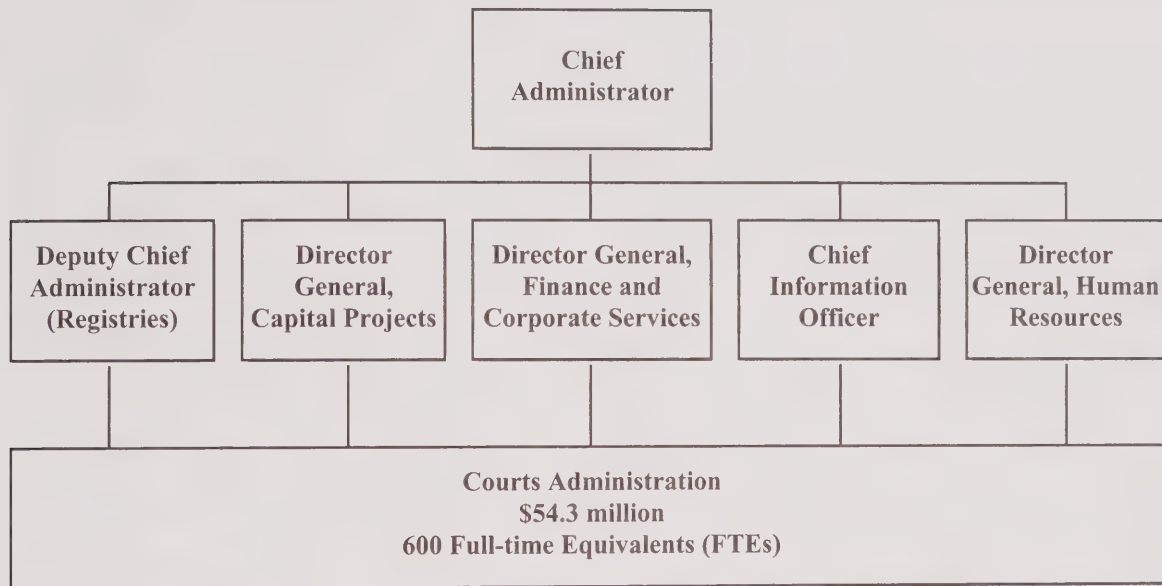 Chief
Administrator
Deputy Chief
Administrator
(Registries)
Director
General,
Capital Projects
Director General,
Finance and
Corporate Services
Chief
Information
Officer
Director
General, Human
Resources
Courts Administration
$54.3 million
600 Full-time Equivalents (FTEs)